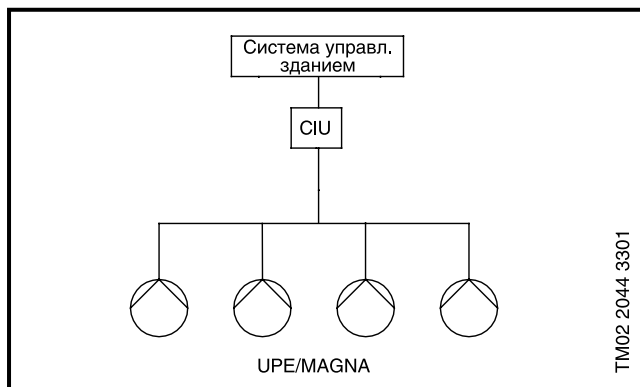 Система управл.
зданием
CIU
UPE/MAGNA
TM02 2044 3301